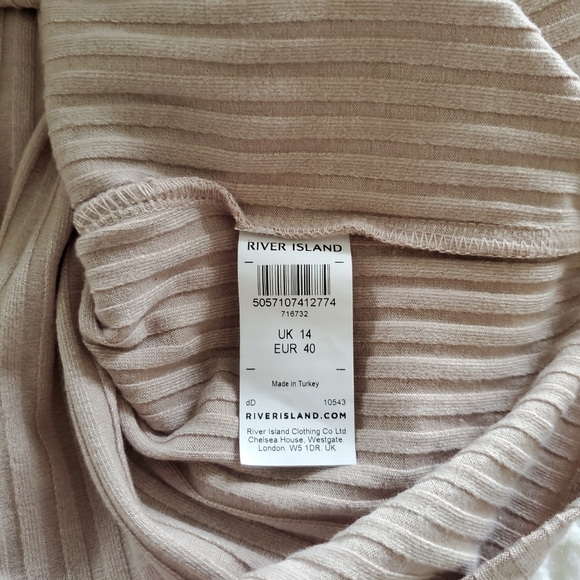 RIVER ISLAND
5057107412774
716732
UK 14
EUR 40
Made in Turkey
dD 10543
RIVERISLAND.COM
River Island Clothing Co Ltd
Chelsea House, Westgate
London, W5 1DR UK